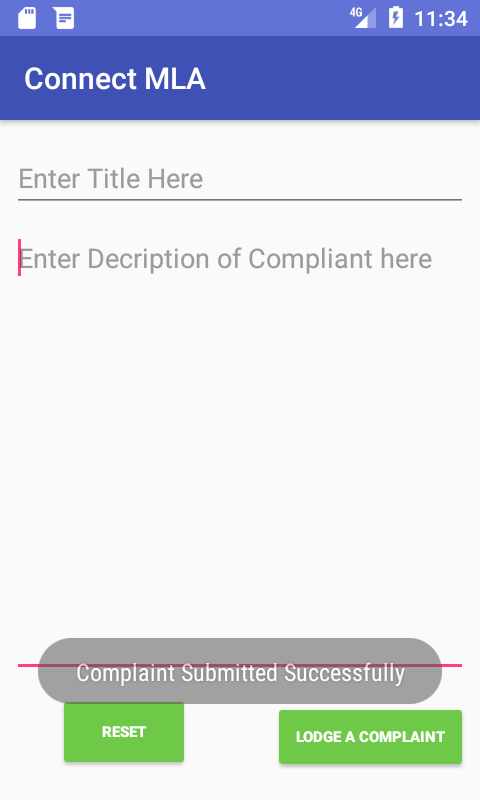 4G 11:34
Connect MLA
Enter Title Here
Enter Decription of Compliant here
Complaint Submitted Successfully
RESET
LODGE A COMPLAINT